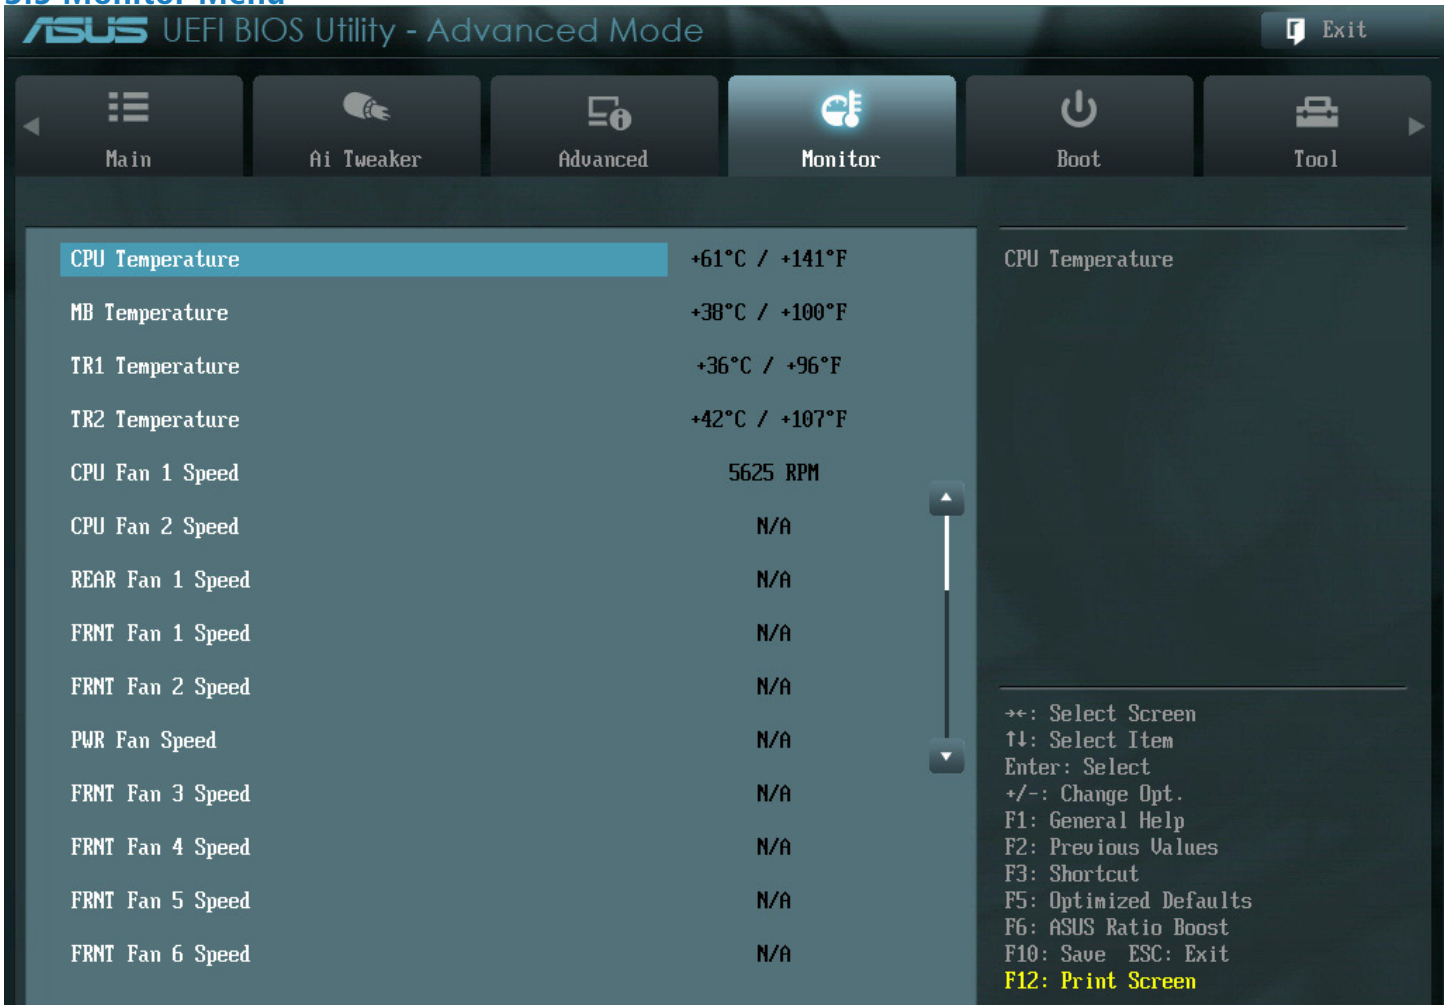 5.5 Monitor Menu
ASUS UEFI BIOS Utility - Advanced Mode
Exit
Main
Ai Tweaker
Advanced
Monitor
Boot
Tool
CPU Temperature +61°C / +141°F
MB Temperature +38°C / +100°F
TR1 Temperature +36°C / +96°F
TR2 Temperature +42°C / +107°F
CPU Fan 1 Speed 5625 RPM
CPU Fan 2 Speed N/A
REAR Fan 1 Speed N/A
FRNT Fan 1 Speed N/A
FRNT Fan 2 Speed N/A
PWR Fan Speed N/A
FRNT Fan 3 Speed N/A
FRNT Fan 4 Speed N/A
FRNT Fan 5 Speed N/A
FRNT Fan 6 Speed N/A
CPU Temperature
→←: Select Screen
↑↓: Select Item
Enter: Select
+/-: Change Opt.
F1: General Help
F2: Previous Values
F3: Shortcut
F5: Optimized Defaults
F6: ASUS Ratio Boost
F10: Save ESC: Exit
F12: Print Screen